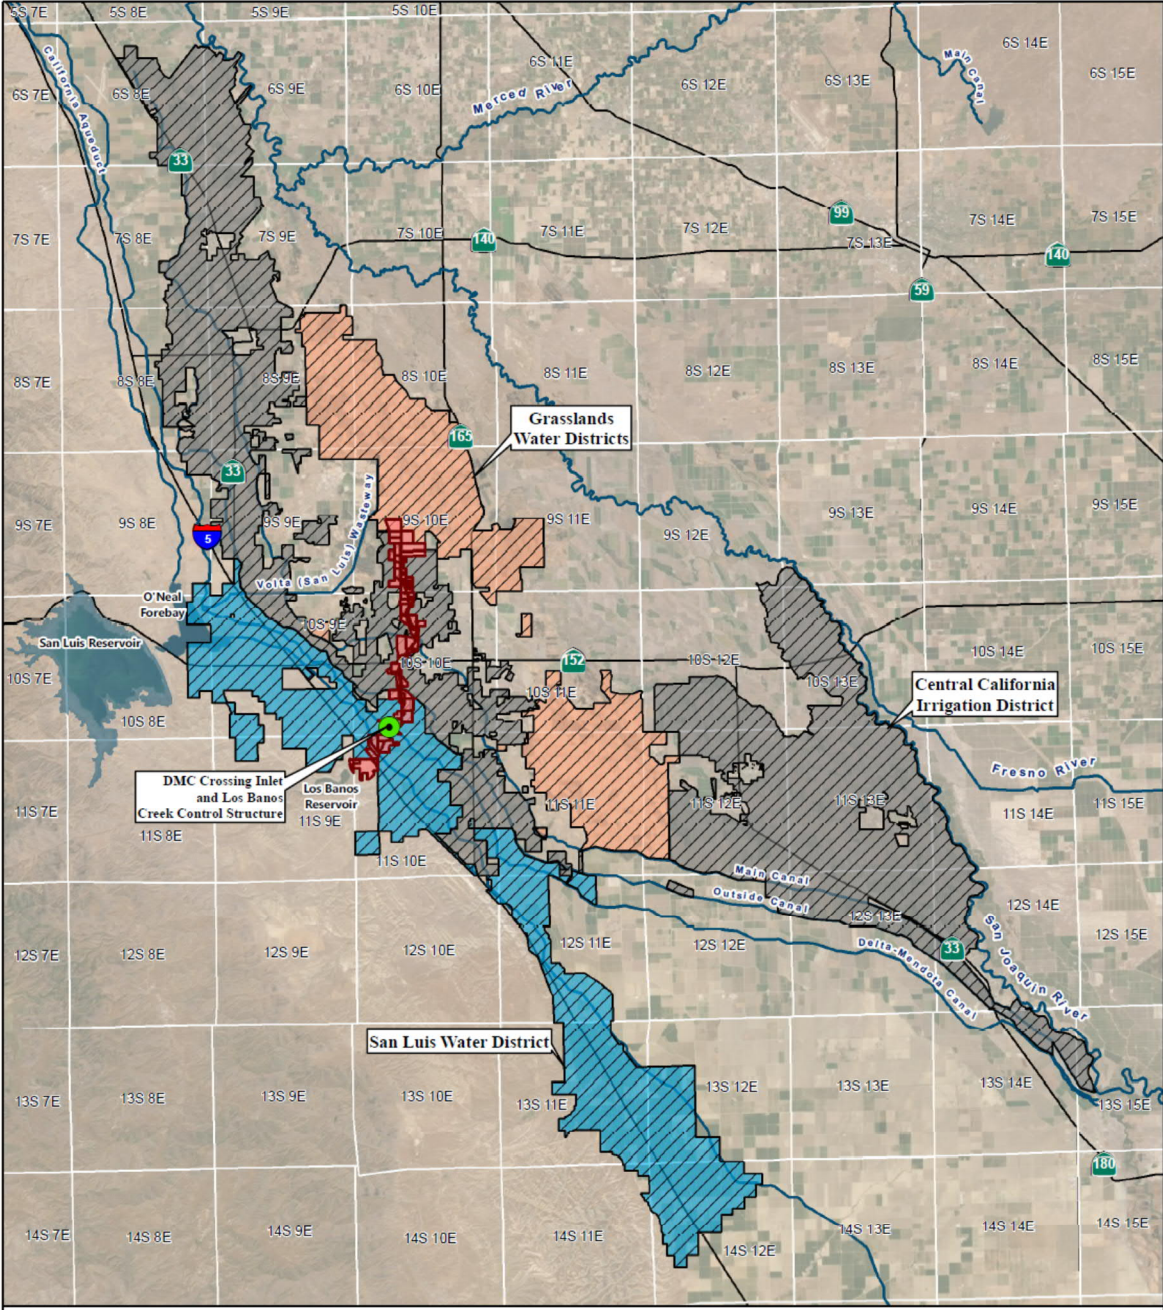 5S 7E
5S 8E
5S 9E
5S 10E
6S 7E
6S 8E
6S 9E
6S 10E
6S 11E
6S 12E
6S 13E
6S 14E
6S 15E
California Aqueduct
Merced River
Main Canal
33
99
140
140
59
7S 7E
7S 8E
7S 9E
7S 10E
7S 11E
7S 12E
7S 13E
7S 14E
7S 15E
8S 7E
8S 8E
8S 9E
8S 10E
8S 11E
8S 12E
8S 13E
8S 14E
8S 15E
Grasslands
Water Districts
165
33
9S 7E
9S 8E
9S 9E
9S 10E
9S 11E
9S 12E
9S 13E
9S 14E
9S 15E
5
Volta (San Luis) Wasteway
O'Neal
Forebay
San Luis Reservoir
10S 7E
10S 8E
10S 9E
10S 10E
10S 11E
152
10S 12E
10S 13E
10S 14E
10S 15E
Central California
Irrigation District
Fresno River
DMC Crossing Inlet
and Los Banos
Creek Control Structure
Los Banos
Reservoir
11S 7E
11S 8E
11S 9E
11S 10E
11S 11E
11S 12E
11S 13E
11S 14E
11S 15E
Main Canal
Outside Canal
Delta-Mendota Canal
San Joaquin River
33
12S 7E
12S 8E
12S 9E
12S 10E
12S 11E
12S 12E
12S 13E
12S 14E
12S 15E
San Luis Water District
13S 7E
13S 8E
13S 9E
13S 10E
13S 11E
13S 12E
13S 13E
13S 14E
13S 15E
180
14S 7E
14S 8E
14S 9E
14S 10E
14S 11E
14S 12E
14S 13E
14S 14E
14S 15E